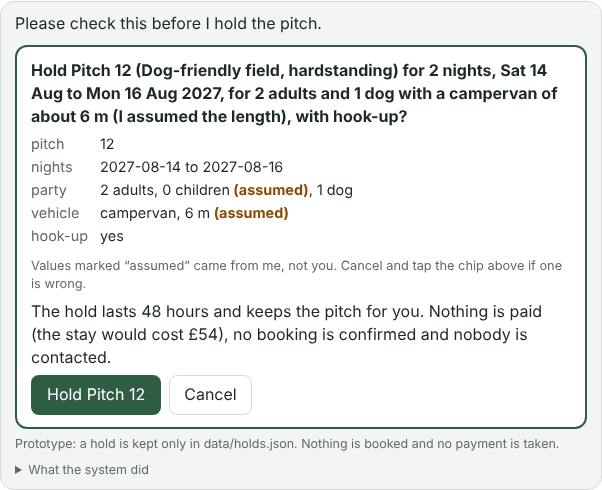 Please check this before I hold the pitch.
Hold Pitch 12 (Dog-friendly field, hardstanding) for 2 nights, Sat 14
Aug to Mon 16 Aug 2027, for 2 adults and 1 dog with a campervan of
about 6 m (I assumed the length), with hook-up?
pitch 12
nights 2027-08-14 to 2027-08-16
party 2 adults, 0 children (assumed), 1 dog
vehicle campervan, 6 m (assumed)
hook-up yes
Values marked “assumed” came from me, not you. Cancel and tap the chip above if one
is wrong.
The hold lasts 48 hours and keeps the pitch for you. Nothing is paid
(the stay would cost £54), no booking is confirmed and nobody is
contacted.
Hold Pitch 12 Cancel
Prototype: a hold is kept only in data/holds.json. Nothing is booked and no payment is taken.
What the system did